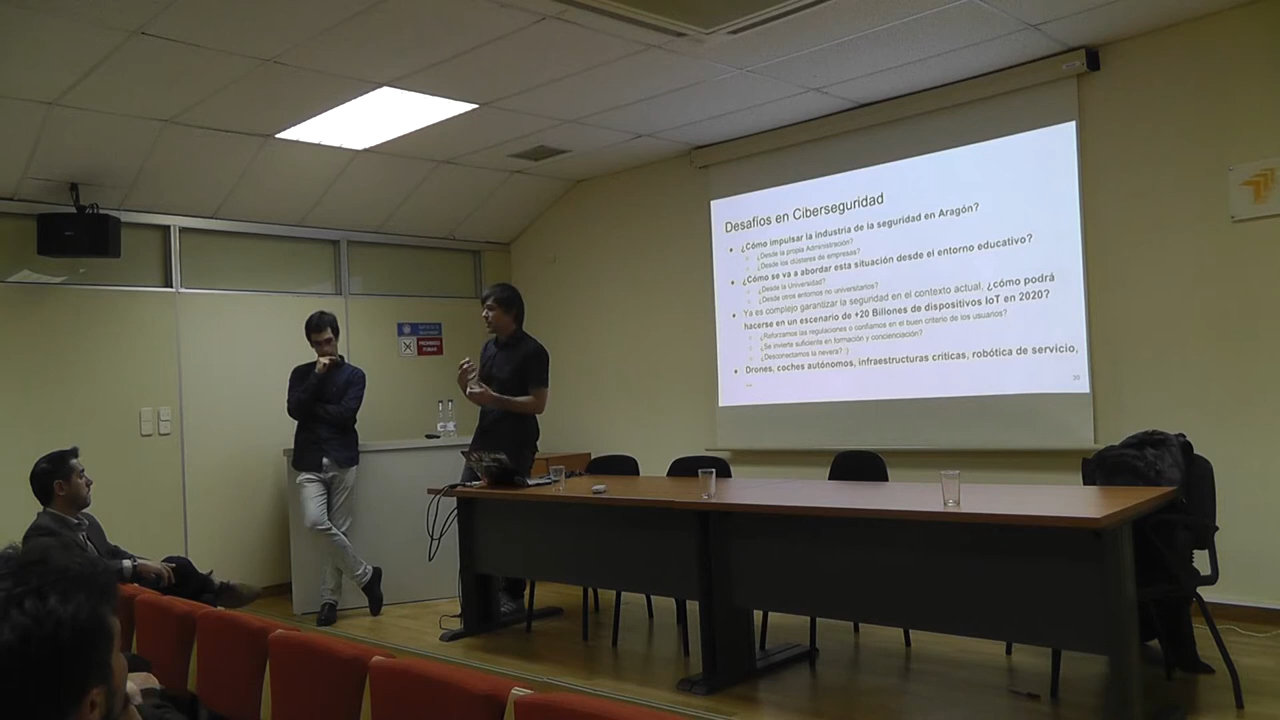 Desafíos en Ciberseguridad
¿Cómo impulsar la industria de la seguridad en Aragón?
¿Desde la propia Administración?
¿Desde los clústeres de empresas?
¿Cómo se va a abordar esta situación desde el entorno educativo?
¿Desde la Universidad?
¿Desde otros entornos no universitarios?
Ya es complejo garantizar la seguridad en el contexto actual, ¿cómo podrá
hacerse en un escenario de +20 Billones de dispositivos IoT en 2020?
¿Reforzamos las regulaciones o confiamos en el buen criterio de los usuarios?
¿Se invierte suficiente en formación y concienciación?
¿Desconectamos la nevera? :)
Drones, coches autónomos, infraestructuras críticas, robótica de servicio,
...